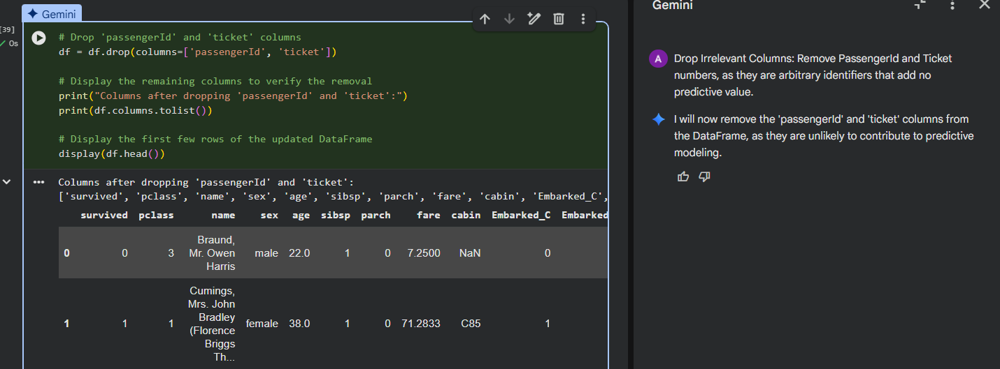 Gemini
[39]
0s
# Drop 'passengerId' and 'ticket' columns
df = df.drop(columns=['passengerId', 'ticket'])
# Display the remaining columns to verify the removal
print("Columns after dropping 'passengerId' and 'ticket':")
print(df.columns.tolist())
# Display the first few rows of the updated DataFrame
display(df.head())
Columns after dropping 'passengerId' and 'ticket':
['survived', 'pclass', 'name', 'sex', 'age', 'sibsp', 'parch', 'fare', 'cabin', 'Embarked_C',
survived pclass name sex age sibsp parch fare cabin Embarked_C Embarked
0 0 3 Braund, Mr. Owen Harris male 22.0 1 0 7.2500 NaN 0
1 1 1 Cumings, Mrs. John Bradley (Florence Briggs Th... female 38.0 1 0 71.2833 C85 1
Gemini
A
Drop Irrelevant Columns: Remove PassengerId and Ticket
numbers, as they are arbitrary identifiers that add no
predictive value.
I will now remove the 'passengerId' and 'ticket' columns from
the DataFrame, as they are unlikely to contribute to predictive
modeling.